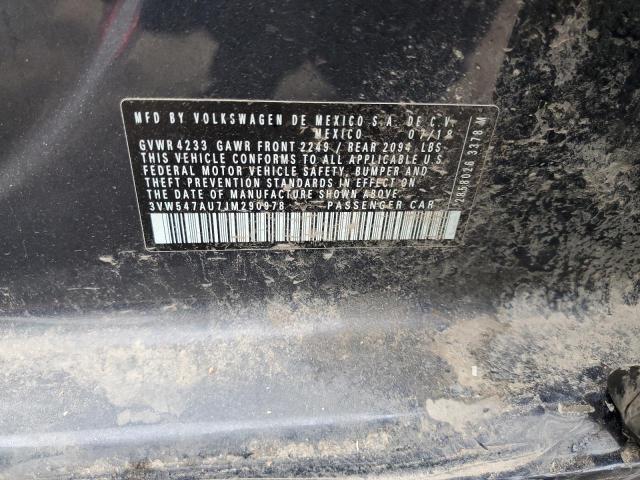 MFD BY VOLKSWAGEN DE MEXICO S.A. DE C.V.
MEXICO 07/18
GVWR 4233 GAWR FRONT 2249 / REAR 2094 LBS
THIS VEHICLE CONFORMS TO ALL APPLICABLE U.S.
FEDERAL MOTOR VEHICLE SAFETY, BUMPER AND
THEFT PREVENTION STANDARDS IN EFFECT ON
THE DATE OF MANUFACTURE SHOWN ABOVE
3VW547AU7JM290978 PASSENGER CAR
2858026 3378 M